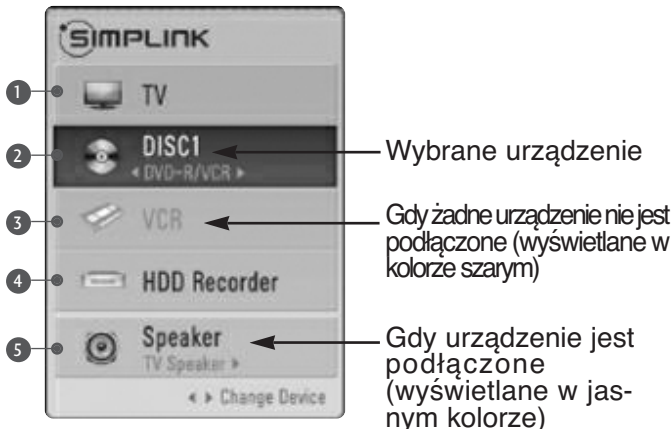 SIMPLINK
1 TV
2 DISC1
◄ DVD-R/VCR ►
Wybrane urządzenie
3 VCR
Gdy żadne urządzenie nie jest
podłączone (wyświetlane w
kolorze szarym)
4 HDD Recorder
5 Speaker
TV Speaker ►
Gdy urządzenie jest
podłączone
(wyświetlane w jas-
nym kolorze)
◄ ► Change Device